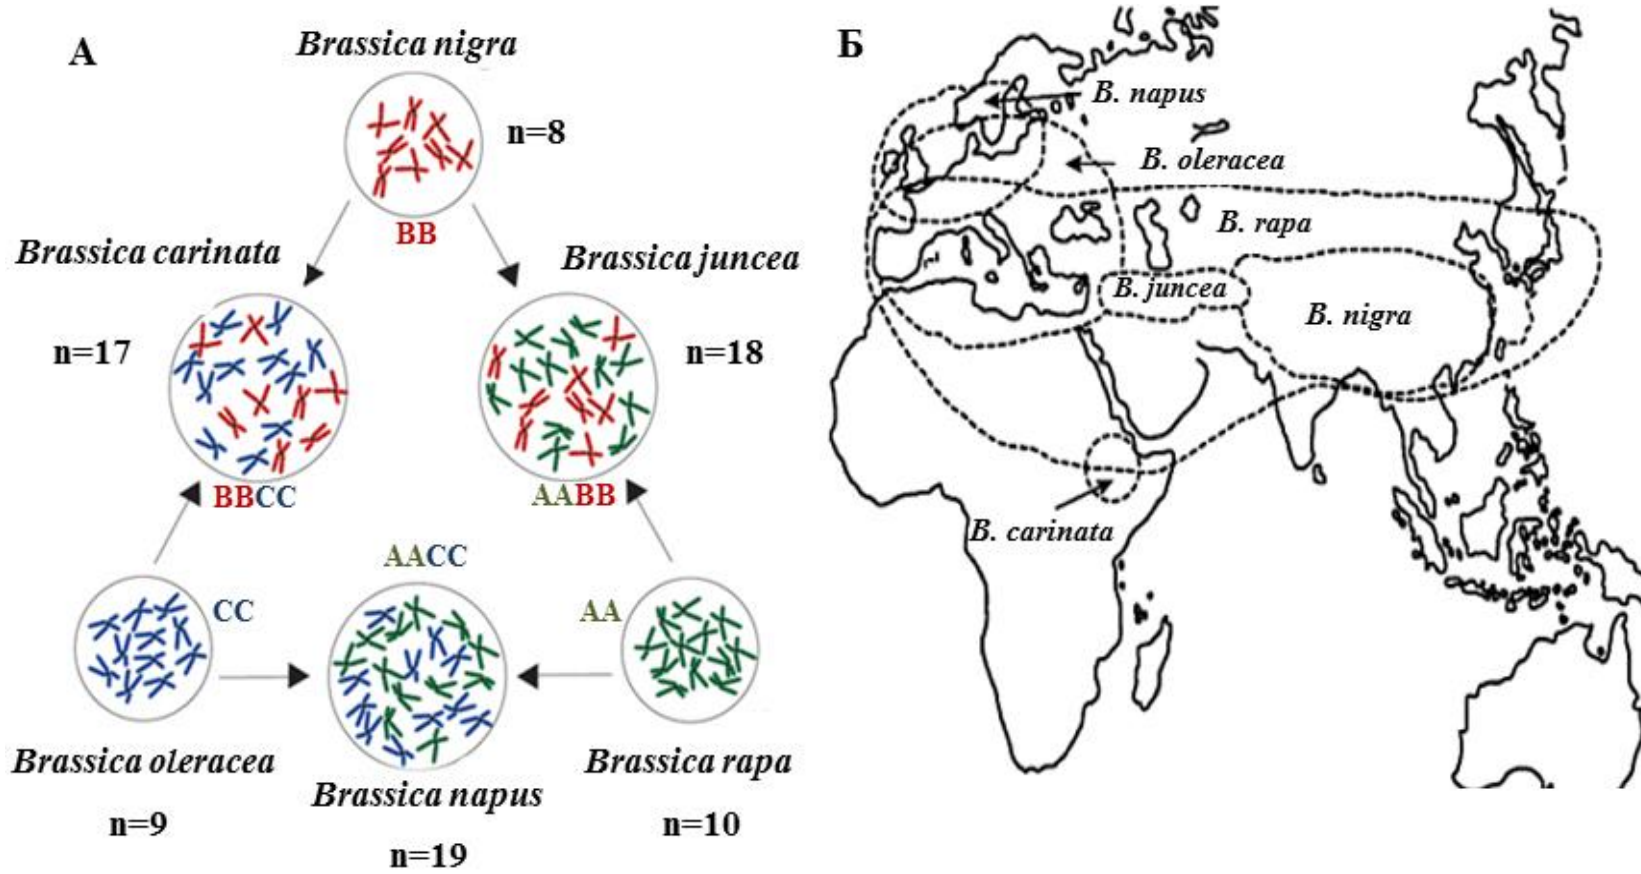 А
Brassica nigra
n=8
BB
Brassica carinata
Brassica juncea
n=17
n=18
BBCC
AABB
AACC
CC
AA
Brassica oleracea
Brassica rapa
Brassica napus
n=9
n=10
n=19
Б
B. napus
B. oleracea
B. rapa
B. juncea
B. nigra
B. carinata